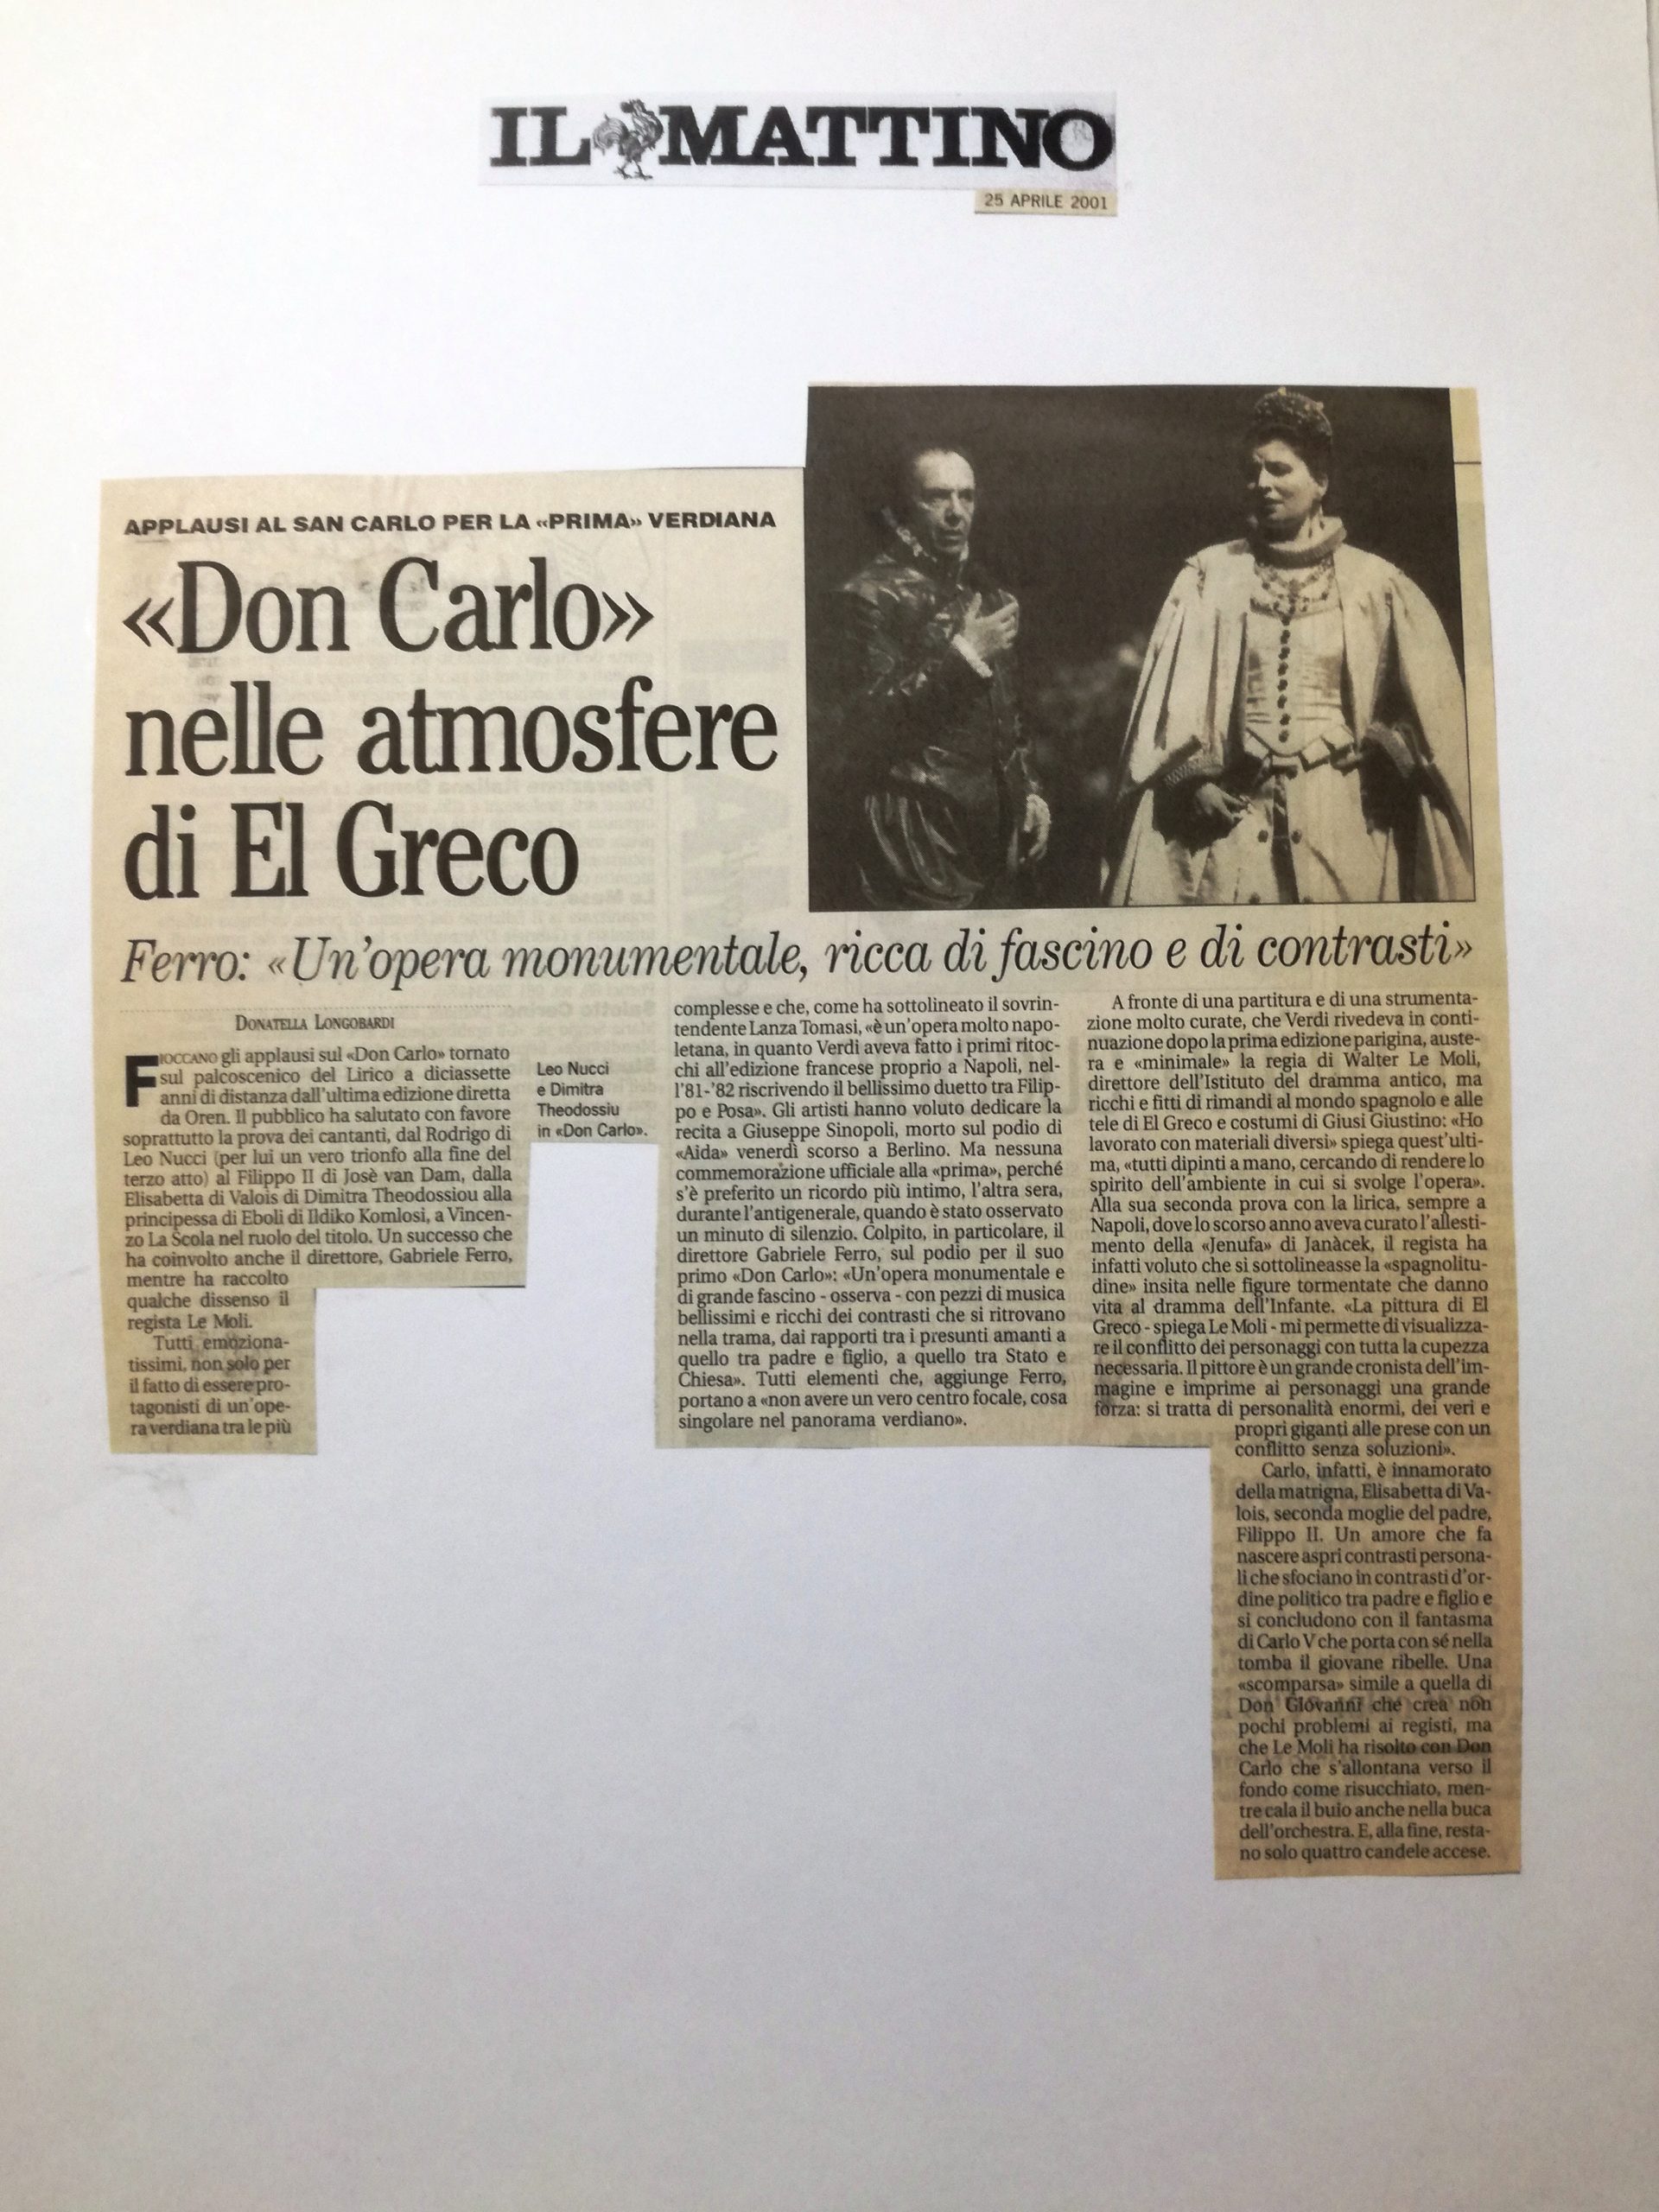 IL MATTINO
25 APRILE 2001
APPLAUSI AL SAN CARLO PER LA «PRIMA» VERDIANA
«Don Carlo»
nelle atmosfere
di El Greco
Ferro: «Un'opera monumentale, ricca di fascino e di contrasti»
DONATELLA LONGOBARDI
FIOCCANO gli applausi sul «Don Carlo» tornato
sul palcoscenico del Lirico a diciassette
anni di distanza dall'ultima edizione diretta
da Oren. Il pubblico ha salutato con favore
soprattutto la prova dei cantanti, dal Rodrigo di
Leo Nucci (per lui un vero trionfo alla fine del
terzo atto) al Filippo II di Josè van Dam, dalla
Elisabetta di Valois di Dimitra Theodossiou alla
principessa di Eboli di Ildiko Komlosi, a Vincen-
zo La Scola nel ruolo del titolo. Un successo che
ha coinvolto anche il direttore, Gabriele Ferro,
mentre ha raccolto
qualche dissenso il
regista Le Moli.
Tutti emoziona-
tissimi, non solo per
il fatto di essere pro-
tagonisti di un'ope-
ra verdiana tra le più
Leo Nucci
e Dimitra
Theodossiu
in «Don Carlo».
complesse e che, come ha sottolineato il sovrin-
tendente Lanza Tomasi, «è un'opera molto napo-
letana, in quanto Verdi aveva fatto i primi ritoc-
chi all'edizione francese proprio a Napoli, nel-
l'81-'82 riscrivendo il bellissimo duetto tra Filip-
po e Posa». Gli artisti hanno voluto dedicare la
recita a Giuseppe Sinopoli, morto sul podio di
«Aida» venerdì scorso a Berlino. Ma nessuna
commemorazione ufficiale alla «prima», perché
s'è preferito un ricordo più intimo, l'altra sera,
durante l'antigenerale, quando è stato osservato
un minuto di silenzio. Colpito, in particolare, il
direttore Gabriele Ferro, sul podio per il suo
primo «Don Carlo»: «Un'opera monumentale e
di grande fascino - osserva - con pezzi di musica
bellissimi e ricchi dei contrasti che si ritrovano
nella trama, dai rapporti tra i presunti amanti a
quello tra padre e figlio, a quello tra Stato e
Chiesa». Tutti elementi che, aggiunge Ferro,
portano a «non avere un vero centro focale, cosa
singolare nel panorama verdiano».
A fronte di una partitura e di una strumenta-
zione molto curate, che Verdi rivedeva in conti-
nuazione dopo la prima edizione parigina, auste-
ra e «minimale» la regia di Walter Le Moli,
direttore dell'Istituto del dramma antico, ma
ricchi e fitti di rimandi al mondo spagnolo e alle
tele di El Greco e costumi di Giusi Giustino: «Ho
lavorato con materiali diversi» spiega quest'ulti-
ma, «tutti dipinti a mano, cercando di rendere lo
spirito dell'ambiente in cui si svolge l'opera».
Alla sua seconda prova con la lirica, sempre a
Napoli, dove lo scorso anno aveva curato l'allesti-
mento della «Jenufa» di Janàcek, il regista ha
infatti voluto che si sottolineasse la «spagnolitu-
dine» insita nelle figure tormentate che danno
vita al dramma dell'Infante. «La pittura di El
Greco - spiega Le Moli - mi permette di visualizza-
re il conflitto dei personaggi con tutta la cupezza
necessaria. Il pittore è un grande cronista dell'im-
magine e imprime ai personaggi una grande
forza: si tratta di personalità enormi, dei veri e
propri giganti alle prese con un
conflitto senza soluzioni».
Carlo, infatti, è innamorato
della matrigna, Elisabetta di Va-
lois, seconda moglie del padre,
Filippo II. Un amore che fa
nascere aspri contrasti persona-
li che sfociano in contrasti d'or-
dine politico tra padre e figlio e
si concludono con il fantasma
di Carlo V che porta con sé nella
tomba il giovane ribelle. Una
«scomparsa» simile a quella di
Don Giovanni che crea non
pochi problemi ai registi, ma
che Le Moli ha risolto con Don
Carlo che s'allontana verso il
fondo come risucchiato, men-
tre cala il buio anche nella buca
dell'orchestra. E, alla fine, resta-
no solo quattro candele accese.